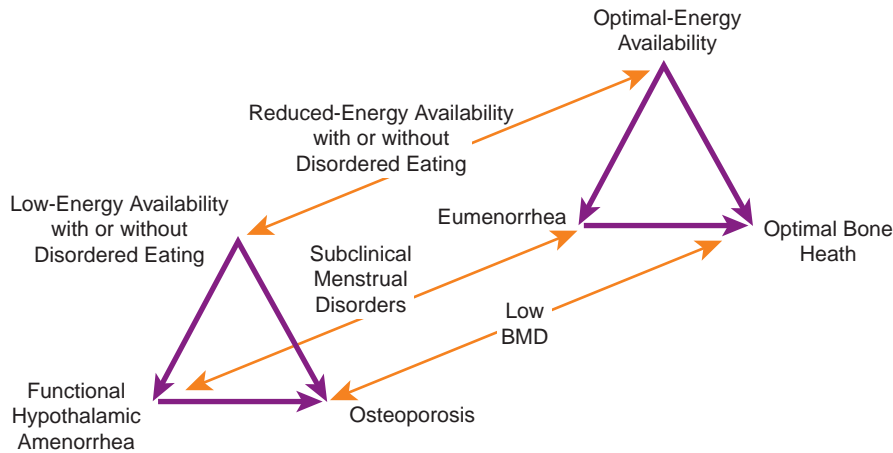 Optimal-Energy
Availability
Reduced-Energy Availability
with or without
Disordered Eating
Low-Energy Availability
with or without
Disordered Eating
Eumenorrhea
Optimal Bone
Heath
Subclinical
Menstrual
Disorders
Low
BMD
Functional
Hypothalamic
Amenorrhea
Osteoporosis